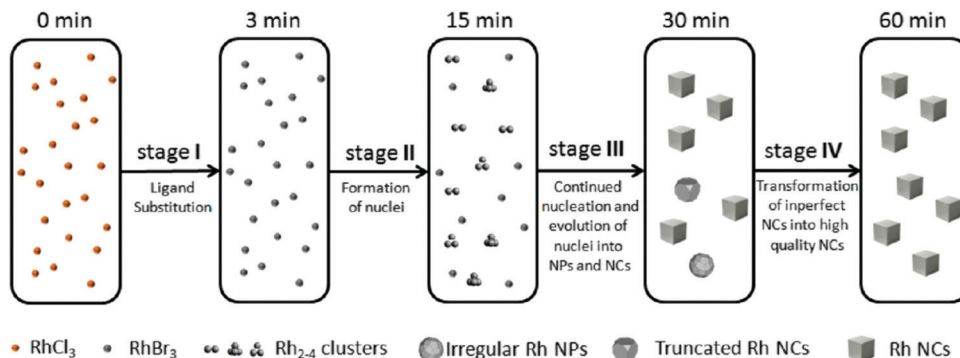 0 min
3 min
15 min
30 min
60 min
stage I
Ligand
Substitution
stage II
Formation
of nuclei
stage III
Continued
nucleation and
evolution of
nuclei into
NPs and NCs
stage IV
Transformation
of inperfect
NCs into high
quality NCs
RhCl3
RhBr3
Rh2-4 clusters
Irregular Rh NPs
Truncated Rh NCs
Rh NCs